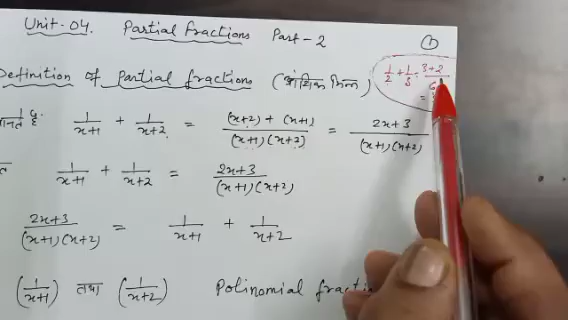 Unit-04. Partial Fractions Part-2 ①
Definition of Partial fractions (आंशिक भिन्न)
1/2 + 1/3 = 3+2/6
=
1/x+1 + 1/x+2 = (x+2) + (x+1)/(x+1)(x+2) = 2x+3/(x+1)(x+2)
1/x+1 + 1/x+2 = 2x+3/(x+1)(x+2)
2x+3/(x+1)(x+2) = 1/x+1 + 1/x+2
(1/x+1) तथा (1/x+2) Polinomial